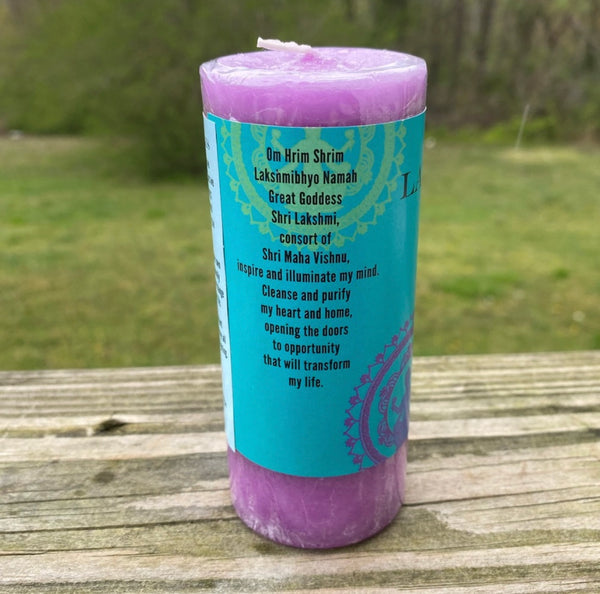 Om Hrim Shrim
Laksnmibhyo Namah
Great Goddess
Shri Lakshmi,
consort of
Shri Maha Vishnu,
inspire and illuminate my mind.
Cleanse and purify
my heart and home,
opening the doors
to opportunity
that will transform
my life.